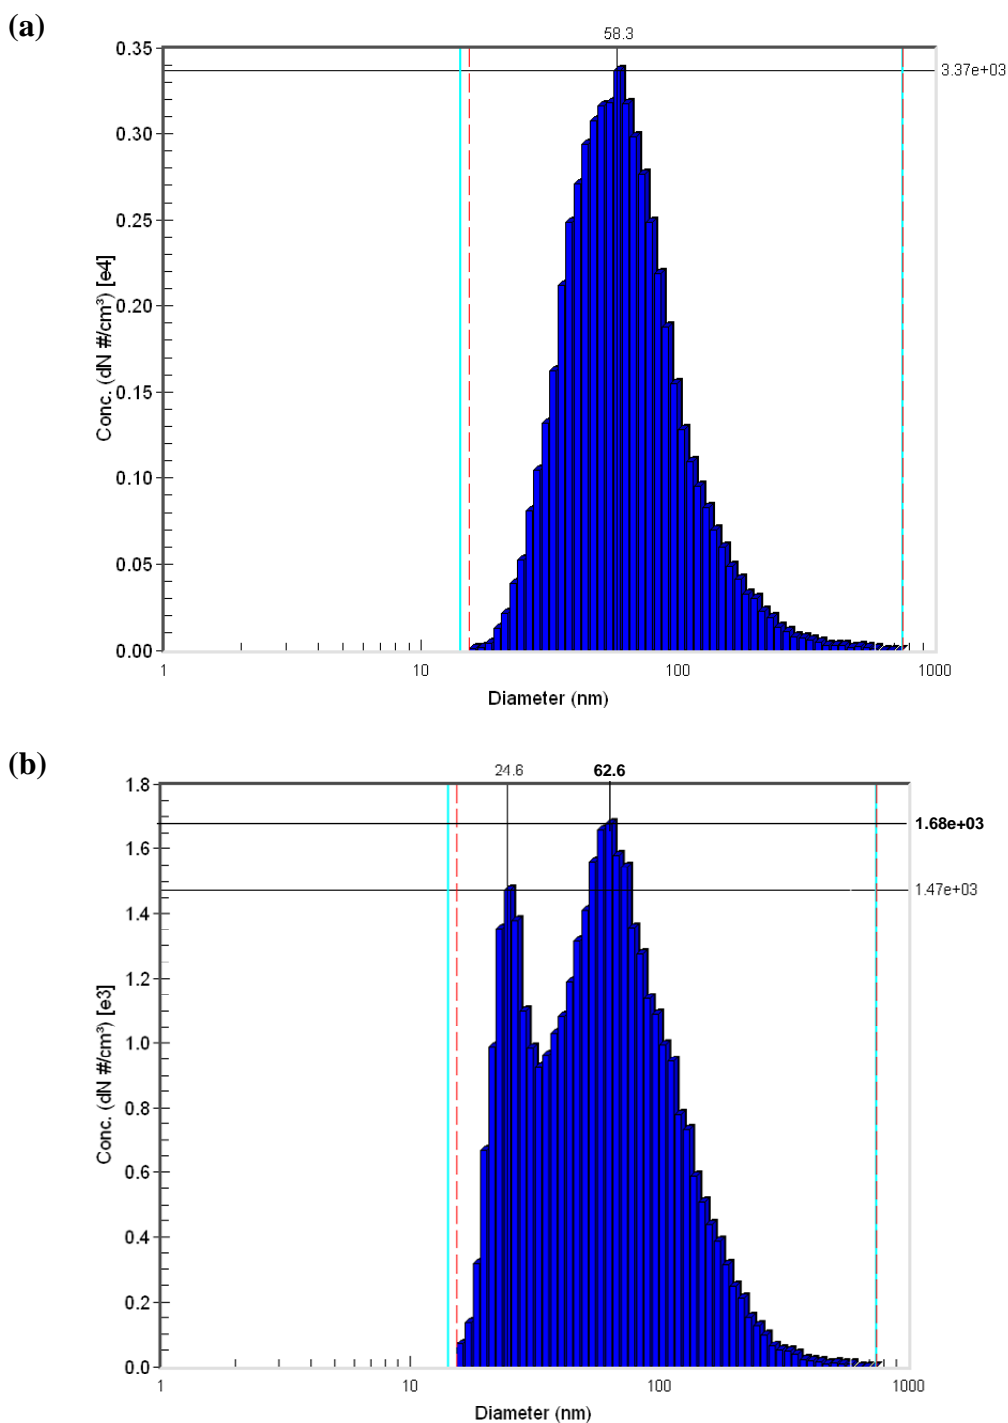 (a)
58.3
0.35
3.37e+03
0.30
0.25
0.20
0.15
0.10
0.05
0.00
Conc. (dN #/cm³) [e4]
1 10 100 1000
Diameter (nm)
(b)
24.6 62.6
1.8
1.68e+03
1.6
1.47e+03
1.4
1.2
1.0
0.8
0.6
0.4
0.2
0.0
Conc. (dN #/cm³) [e3]
1 10 100 1000
Diameter (nm)